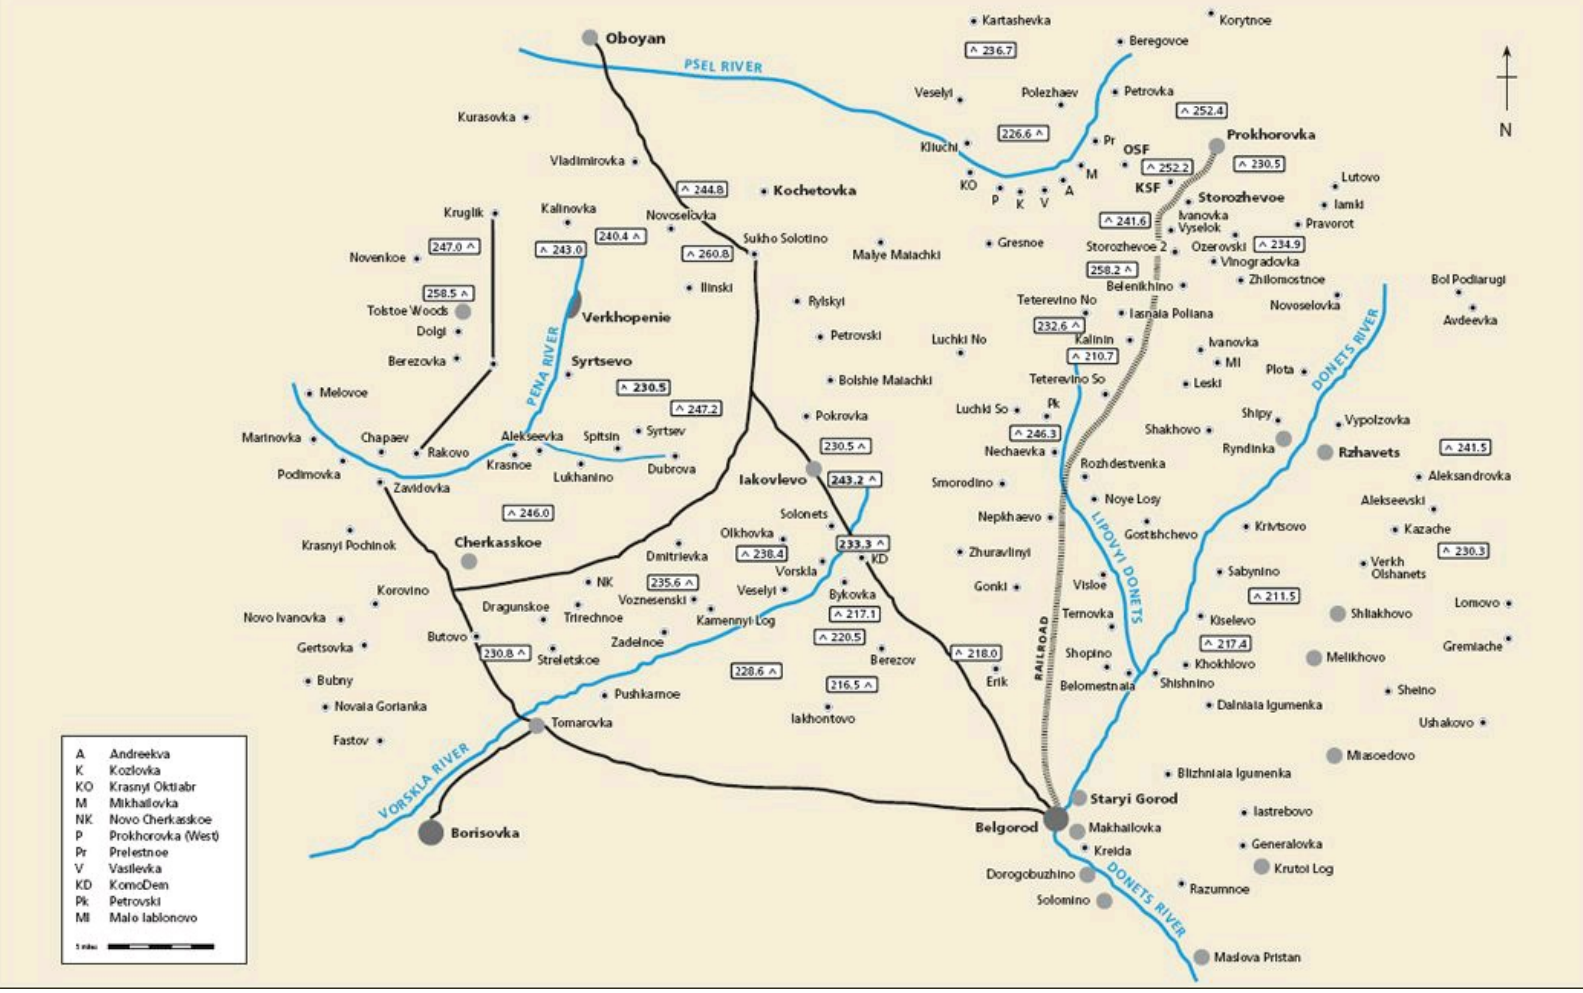 Kartashevka
Korytnoe
Oboyan
^ 236.7
Beregovoe
PSEL RIVER
Veselyi
Polezhaev
Petrovka
^ 252.4
Kurasovka
226.6 ^
Prokhorovka
Kliuchi
Pr
OSF
Vladimirovka
^ 252.2
^ 230.5
M
KO
A
KSF
Lutovo
^ 244.8
Kochetovka
P
K
V
Storozhevoe
Iamki
Kruglik
Kalinovka
Novoselovka
^ 241.6
Ivanovka
Vyselok
Pravorot
240.4 ^
Sukho Solotino
Gresnoe
Storozhevoe 2
Ozerovski
^ 234.9
247.0 ^
^ 243.0
^ 260.8
Malye Maiachki
Novenkoe
Vinogradovka
258.2 ^
Zhilomostnoe
Bol Podiarugi
258.5 ^
Ilinski
Belenikhino
Tolstoe Woods
Rylskyi
Teterevino No
Iasnaia Poliana
Novoselovka
Verkhopenie
Avdeevka
Dolgi
232.6 ^
Petrovski
Luchki No
Kalinin
Ivanovka
DONETS RIVER
Berezovka
PENA RIVER
Syrtsevo
^ 210.7
MI
Plota
Bolshie Maiachki
Teterevino So
Leski
Melovoe
^ 230.5
^ 247.2
Luchki So
Pk
Pokrovka
Shipy
Vypolzovka
Marinovka
Chapaev
Alekseevka
Spitsin
Syrtsev
^ 246.3
Shakhovo
230.5 ^
Rakovo
Nechaevka
Ryndinka
Rzhavets
^ 241.5
Podimovka
Krasnoe
Dubrova
Rozhdestvenka
Lukhanino
Iakovlevo
243.2 ^
Smorodino
Aleksandrovka
Zavidovka
Noye Losy
Alekseevski
^ 246.0
Solonets
Nepkhaevo
Krivtsovo
Kazache
Olkhovka
Gostishchevo
Krasnyi Pochinok
Cherkasskoe
233.3 ^
^ 238.4
Zhuravlinyi
LIPOVYI DONETS
^ 230.3
Dmitrievka
KD
Verkh
Olshanets
Vorskla
Sabynino
NK
235.6 ^
Korovino
Veselyi
Gonki
Visloe
Bykovka
^ 211.5
Voznesenski
Lomovo
Dragunskoe
^ 217.1
Ternovka
Shliakhovo
Novo Ivanovka
Trirechnoe
Kamennyi Log
Kiselevo
Butovo
^ 220.5
RAILROAD
^ 217.4
Gertsovka
Zadelnoe
Gremiache
230.8 ^
Streletskoe
Berezov
^ 218.0
Shopino
Khokhlovo
Melikhovo
228.6 ^
Bubny
216.5 ^
Erik
Belomestnaia
Shishnino
Pushkarnoe
Sheino
Novaia Gorianka
Iakhontovo
Dalniaia Igumenka
Tomarovka
Ushakovo
Fastov
A Andreekva
K Kozlovka
KO Krasnyi Oktiabr
M Mikhailovka
NK Novo Cherkasskoe
P Prokhorovka (West)
Pr Prelestnoe
V Vasilevka
KD KomoDem
Pk Petrovski
MI Malo Iablonovo
5 miles
VORSKLA RIVER
Miasoedovo
Blizhniaia Igumenka
Staryi Gorod
Iastrebovo
Borisovka
Belgorod
Makhailovka
Generalovka
Kreida
DONETS RIVER
Krutoi Log
Dorogobuzhino
Razumnoe
Solomino
Maslova Pristan
N